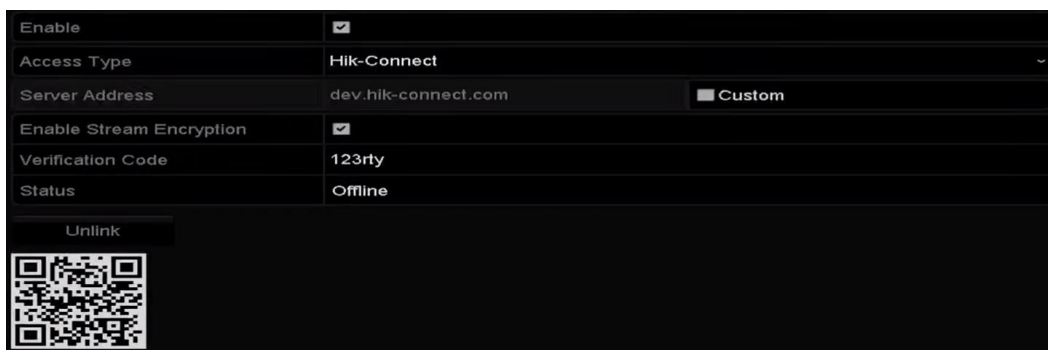 Enable
Access Type Hik-Connect
Server Address dev.hik-connect.com Custom
Enable Stream Encryption
Verification Code 123rty
Status Offline
Unlink